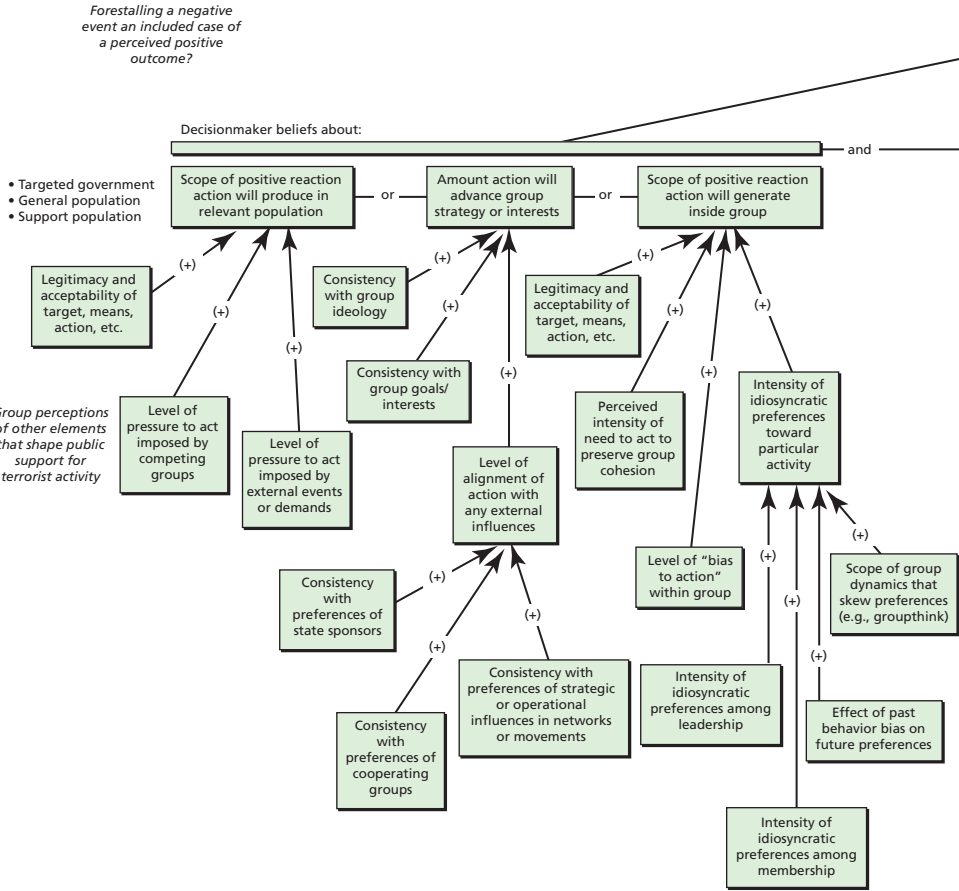 Forestalling a negative
event an included case of
a perceived positive
outcome?
Decisionmaker beliefs about:
and
• Targeted government
• General population
• Support population
Scope of positive reaction
action will produce in
relevant population
or
Amount action will
advance group
strategy or interests
or
Scope of positive reaction
action will generate
inside group
(+)
(+)
(+)
(+)
(+)
(+)
(+)
(+)
(+)
(+)
Legitimacy and
acceptability of
target, means,
action, etc.
Consistency
with group
ideology
Legitimacy and
acceptability of
target, means,
action, etc.
Consistency with
group goals/
interests
Group perceptions
of other elements
that shape public
support for
terrorist activity
Level of
pressure to act
imposed by
competing
groups
Level of
pressure to act
imposed by
external events
or demands
Level of
alignment of
action with
any external
influences
Perceived
intensity of
need to act to
preserve group
cohesion
Intensity of
idiosyncratic
preferences
toward
particular
activity
Level of “bias
to action“
within group
(+)
(+)
(+)
(+)
(+)
(+)
(+)
Scope of group
dynamics that
skew preferences
(e.g., groupthink)
Consistency
with
preferences of
state sponsors
Consistency with
preferences of strategic
or operational
influences in networks
or movements
Intensity of
idiosyncratic
preferences among
leadership
Effect of past
behavior bias on
future preferences
Consistency
with
preferences of
cooperating
groups
Intensity of
idiosyncratic
preferences among
membership